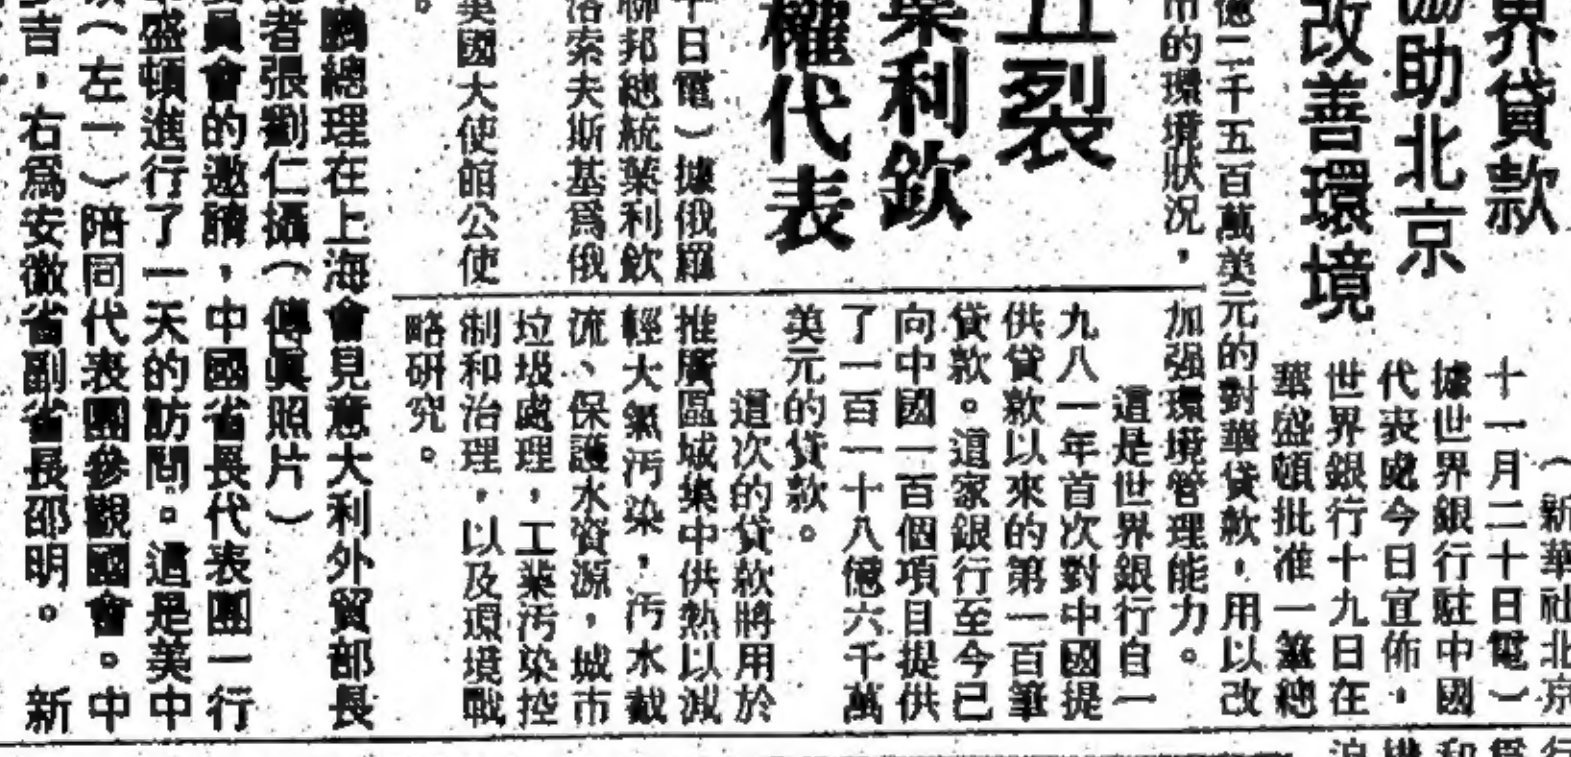 界貸款
協助北京
改善環境
（新華社北京
十一月二十日電）
據世界銀行駐中國
代表處今日宣佈，
世界銀行十九日在
華盛頓批准一筆總
億二千五百萬美元的對華貸款，用以改
市的環境狀況，
加强環境管理能力。
這是世界銀行自一
九八一年首次對中國提
供貸款以來的第一百筆
貸款。這家銀行至今已
向中國一百個項目提供
了一百一十八億六千萬
美元的貸款。
這次的貸款將用於
推廣區域集中供熱以減
輕大氣污染，污水截
流、保護水資源，城市
垃圾處理，工業污染控
制和治理，以及環境戰
略研究。
裂
葉利欽
權代表
日電）據俄羅
聯邦總統葉利欽
洛索夫斯基爲俄
英國大使館公使
。
鵬總理在上海會見意大利外貿部長
者張劉仁攝（傳眞照片）
員會的邀請，中國省長代表團一行
盛頓進行了一天的訪問。這是美中
（左一）陪同代表團參觀國會。中
吉，右爲安徽省副省長邵明。　新
行
爲
和